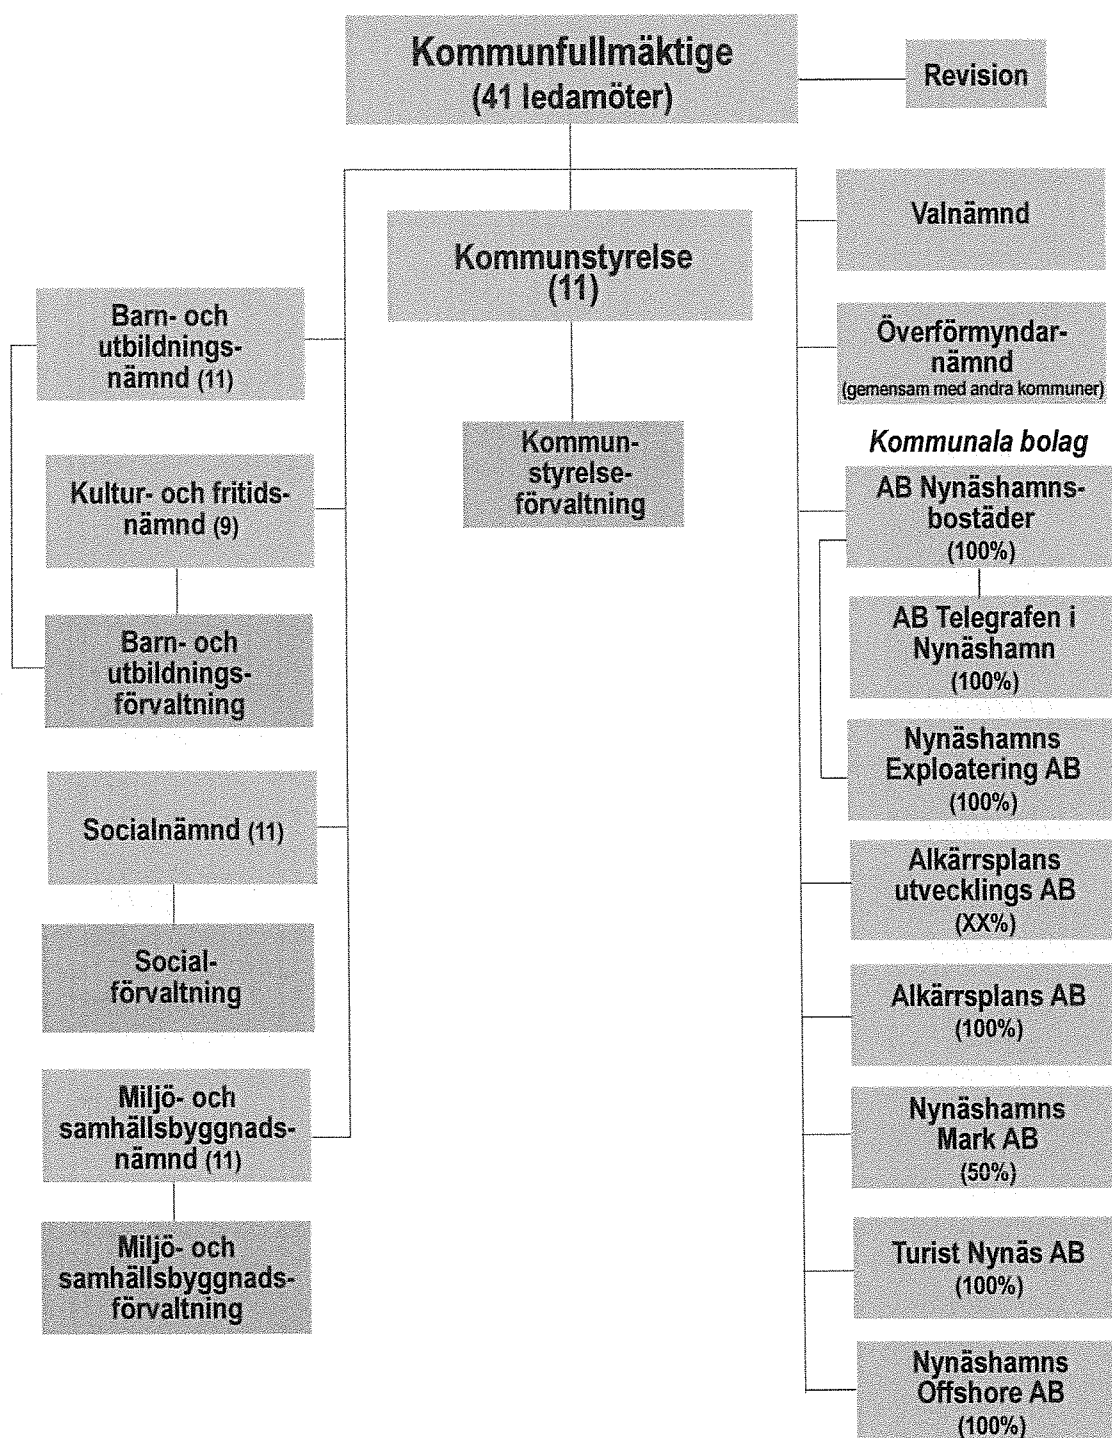 Kommunfullmäktige
(41 ledamöter)
Revision
Valnämnd
Kommunstyrelse
(11)
Överförmyndar-
nämnd
(gemensam med andra kommuner)
Barn- och
utbildnings-
nämnd (11)
Kommun-
styrelse-
förvaltning
Kultur- och fritids-
nämnd (9)
Barn- och
utbildnings-
förvaltning
Socialnämnd (11)
Social-
förvaltning
Miljö- och
samhällsbyggnads-
nämnd (11)
Miljö- och
samhällsbyggnads-
förvaltning
Kommunala bolag
AB Nynäshamns-
bostäder
(100%)
AB Telegrafen i
Nynäshamn
(100%)
Nynäshamns
Exploatering AB
(100%)
Alkärrsplans
utvecklings AB
(XX%)
Alkärrsplans AB
(100%)
Nynäshamns
Mark AB
(50%)
Turist Nynäs AB
(100%)
Nynäshamns
Offshore AB
(100%)